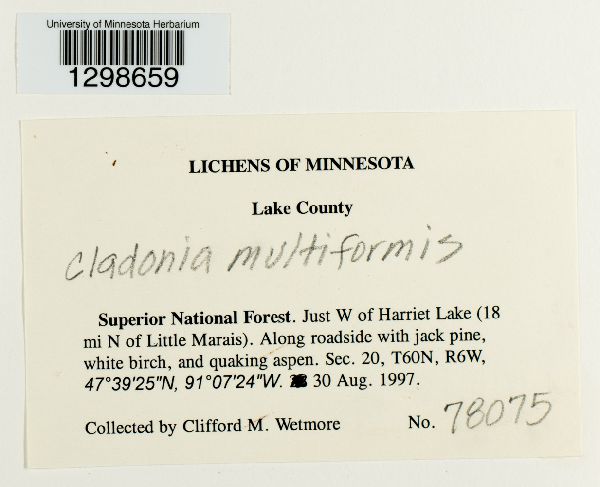 University of Minnesota Herbarium
1298659
LICHENS OF MINNESOTA
Lake County
cladonia multiformis
Superior National Forest. Just W of Harriet Lake (18
mi N of Little Marais). Along roadside with jack pine,
white birch, and quaking aspen. Sec. 20, T60N, R6W,
47°39'25"N, 91°07'24"W. 30 Aug. 1997.
Collected by Clifford M. Wetmore No. 78075